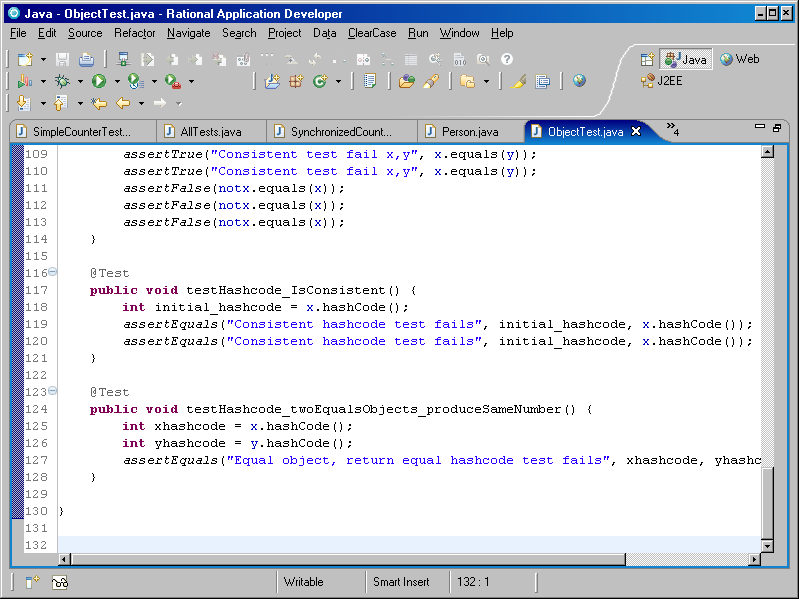 Java - ObjectTest.java - Rational Application Developer
File Edit Source Refactor Navigate Search Project Data ClearCase Run Window Help
Java Web
J2EE
SimpleCounterTest... AllTests.java SynchronizedCount... Person.java ObjectTest.java 4
109 assertTrue("Consistent test fail x,y", x.equals(y));
110 assertTrue("Consistent test fail x,y", x.equals(y));
111 assertFalse(notx.equals(x));
112 assertFalse(notx.equals(x));
113 assertFalse(notx.equals(x));
114 }
115
116 @Test
117 public void testHashcode_IsConsistent() {
118 int initial_hashcode = x.hashCode();
119 assertEquals("Consistent hashcode test fails", initial_hashcode, x.hashCode());
120 assertEquals("Consistent hashcode test fails", initial_hashcode, x.hashCode());
121 }
122
123 @Test
124 public void testHashcode_twoEqualsObjects_produceSameNumber() {
125 int xhashcode = x.hashCode();
126 int yhashcode = y.hashCode();
127 assertEquals("Equal object, return equal hashcode test fails", xhashcode, yhashc
128 }
129
130 }
131
132
Writable Smart Insert 132 : 1